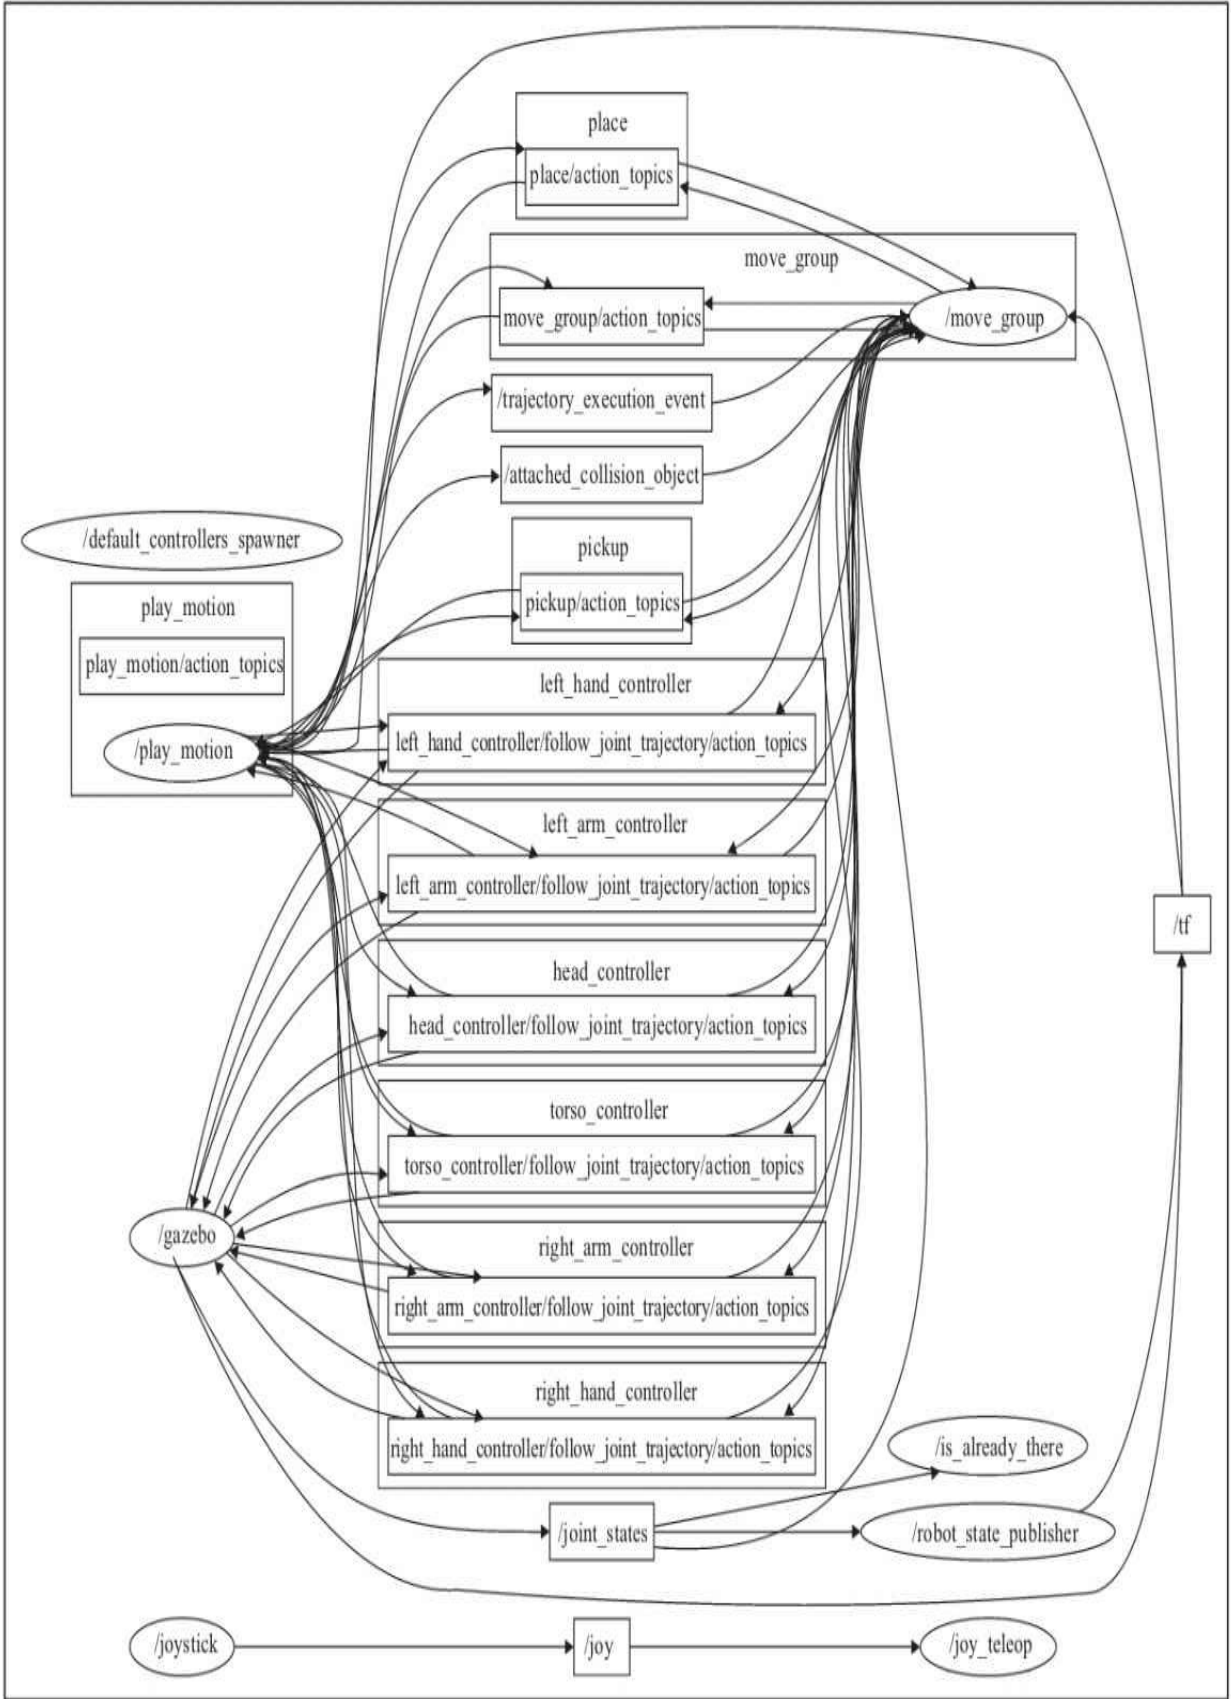 place
place/action_topics
move_group
move_group/action_topics
/move_group
/trajectory_execution_event
/attached_collision_object
/default_controllers_spawner
pickup
pickup/action_topics
play_motion
play_motion/action_topics
/play_motion
left_hand_controller
left_hand_controller/follow_joint_trajectory/action_topics
left_arm_controller
left_arm_controller/follow_joint_trajectory/action_topics
/tf
head_controller
head_controller/follow_joint_trajectory/action_topics
torso_controller
torso_controller/follow_joint_trajectory/action_topics
/gazebo
right_arm_controller
right_arm_controller/follow_joint_trajectory/action_topics
right_hand_controller
right_hand_controller/follow_joint_trajectory/action_topics
/is_already_there
/joint_states
/robot_state_publisher
/joystick
/joy
/joy_teleop